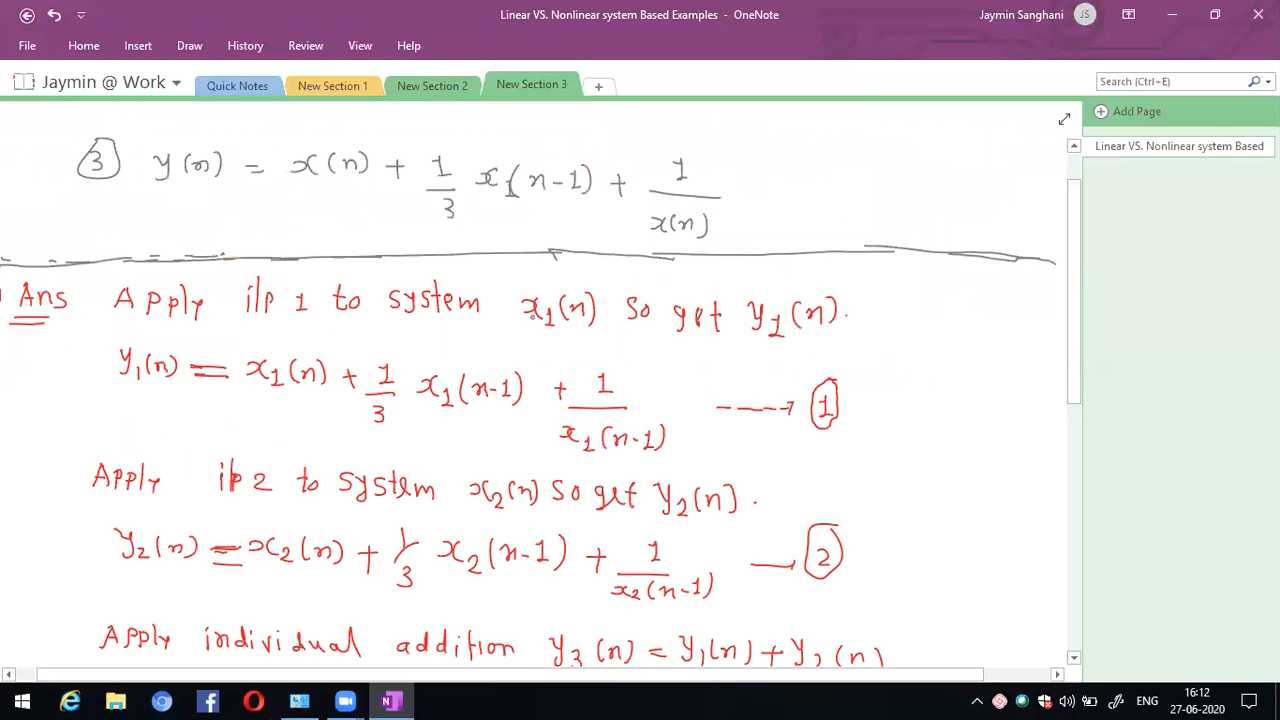 Linear VS. Nonlinear system Based Examples - OneNote
Jaymin Sanghani JS
File Home Insert Draw History Review View Help
Jaymin @ Work Quick Notes New Section 1 New Section 2 New Section 3
Search (Ctrl+E)
Add Page
Linear VS. Nonlinear system Based
③ y(n) = x(n) + 1/3 x1(n-1) + 1/x(n)
Ans Apply i/p 1 to system x1(n) so get y1(n).
y1(n) = x1(n) + 1/3 x1(n-1) + 1/x1(n-1) ----→ ①
Apply i/p 2 to system x2(n) so get y2(n).
y2(n) = x2(n) + 1/3 x2(n-1) + 1/x2(n-1) — ②
Apply individual addition y3(n) = y1(n) + y2(n)
ENG
16:12
27-06-2020